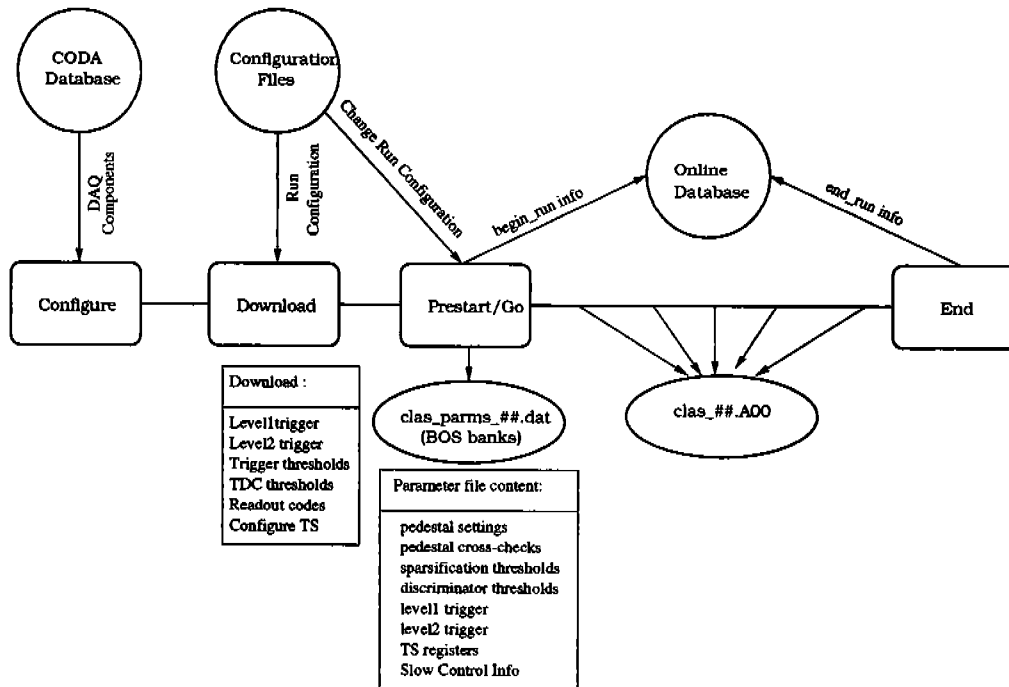 CODA
Database
Configuration
Files
Online
Database
DAQ
Components
Run
Configuration
Change Run Configuration
begin_run info
end_run info
Configure
Download
Prestart/Go
End
Download :
Level1trigger
Level2 trigger
Trigger thresholds
TDC thresholds
Readout codes
Configure TS
clas_parms_##.dat
(BOS banks)
clas_##.A00
Parameter file content:
pedestal settings
pedestal cross-checks
sparsification thresholds
discriminator thresholds
level1 trigger
level2 trigger
TS registers
Slow Control Info